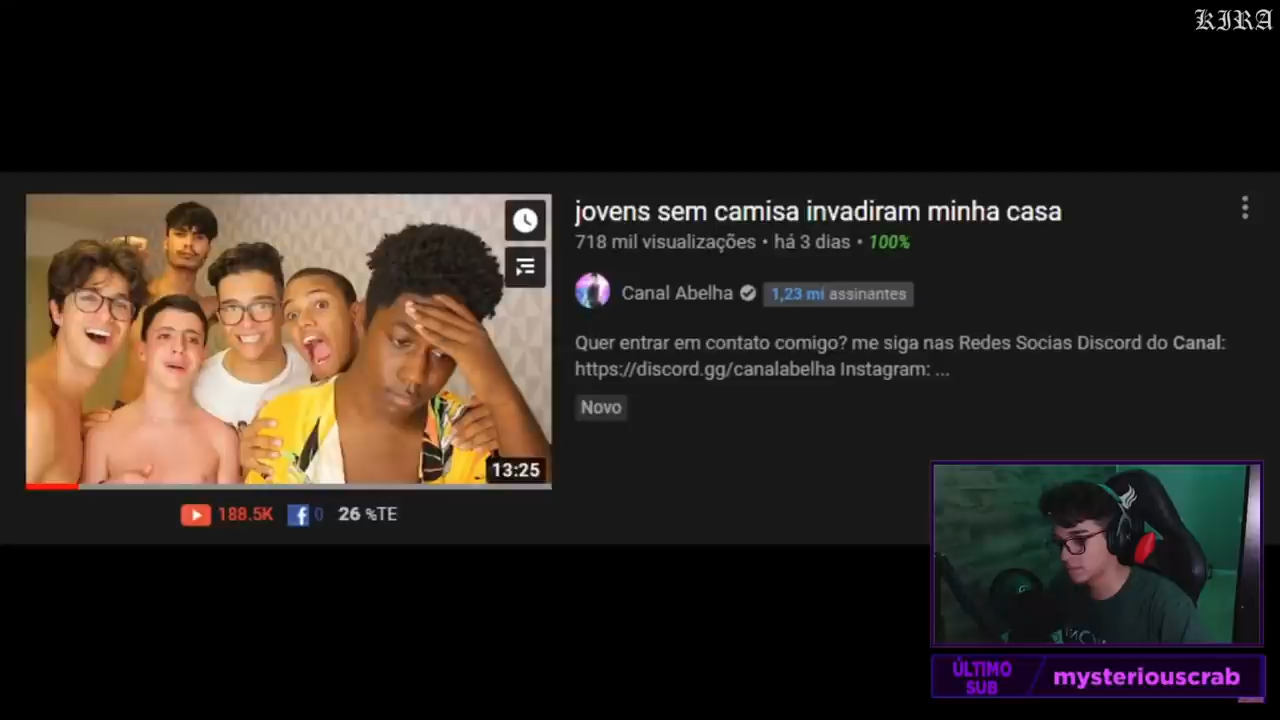 KIRA
jovens sem camisa invadiram minha casa
718 mil visualizações • há 3 dias • 100%
Canal Abelha 1,23 mi assinantes
Quer entrar em contato comigo? me siga nas Redes Socias Discord do Canal:
https://discord.gg/canalabelha Instagram: ...
Novo
13:25
188.5K 0 26 %TE
ÚLTIMO
SUB
mysteriouscrab